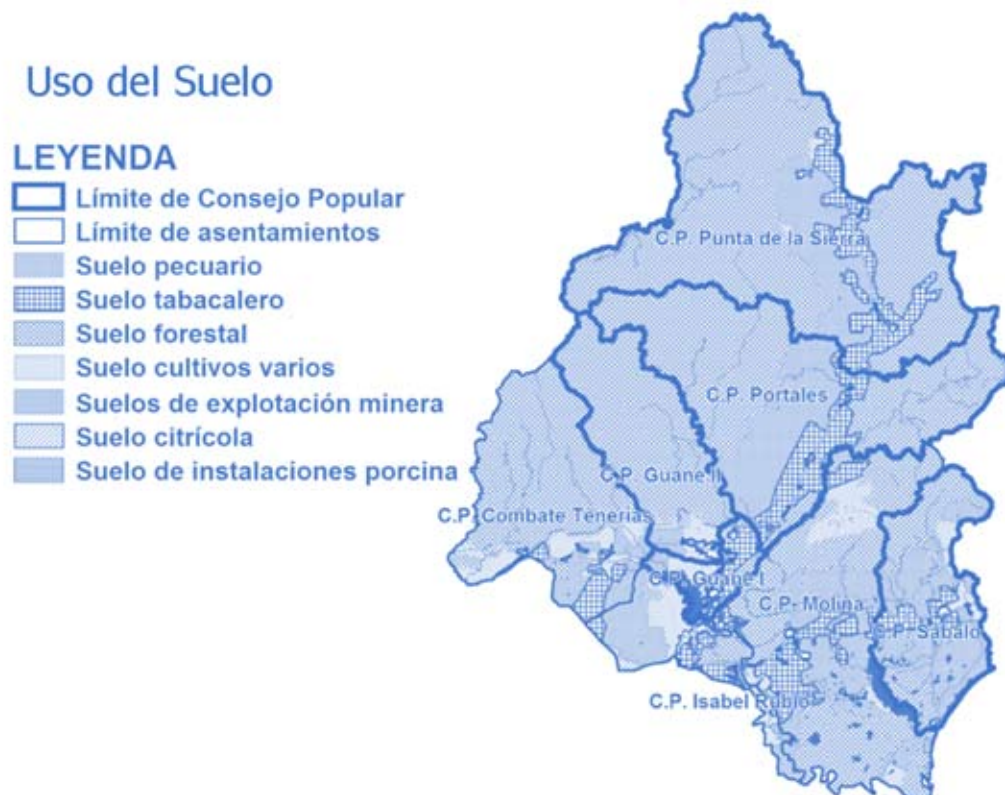 Uso del Suelo
LEYENDA
Límite de Consejo Popular
Límite de asentamientos
Suelo pecuario
Suelo tabacalero
Suelo forestal
Suelo cultivos varios
Suelos de explotación minera
Suelo citrícola
Suelo de instalaciones porcina
C.P. Punta de la Sierra
C.P. Portales
C.P. Guane II
C.P. Combate Tenerias
C.P. Guane I
C.P- Molina
C.P- Sábalo
C.P. Isabel Rubio